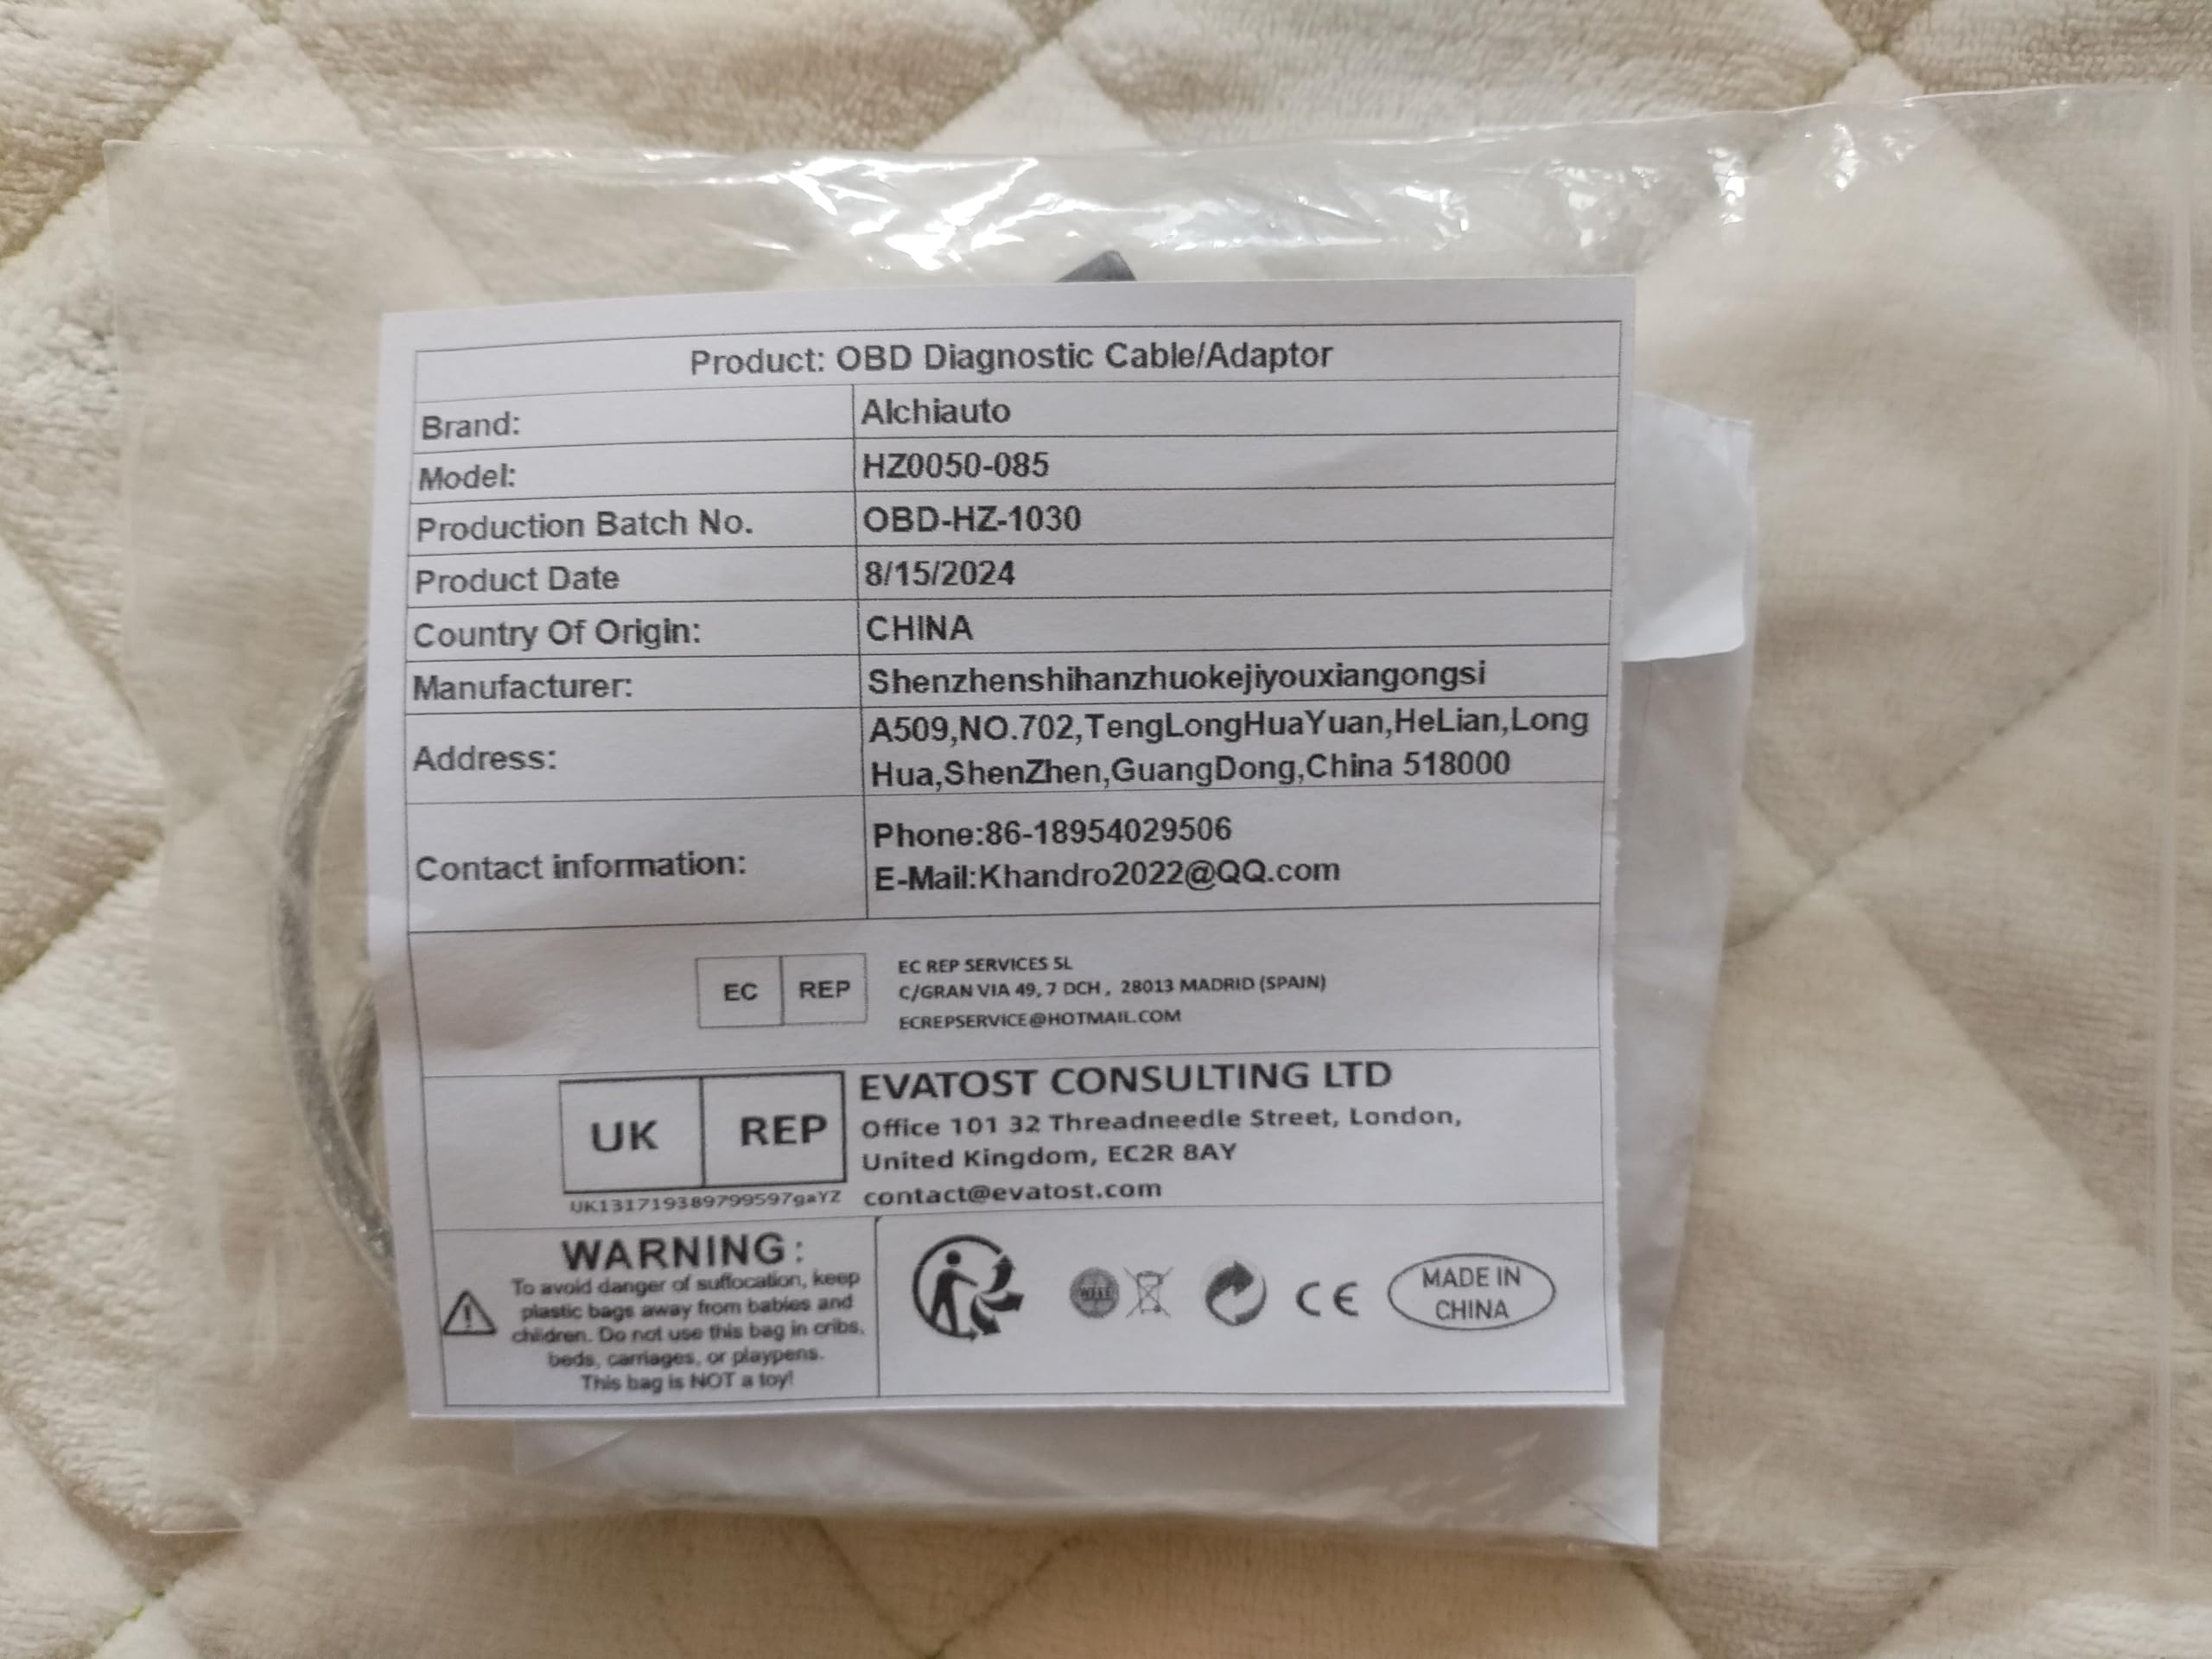 Product: OBD Diagnostic Cable/Adaptor
Brand: Alchiauto
Model: HZ0050-085
Production Batch No. OBD-HZ-1030
Product Date 8/15/2024
Country Of Origin: CHINA
Manufacturer: Shenzhenshihanzhuokejiyouxiangongsi
Address: A509,NO.702,TengLongHuaYuan,HeLian,Long
Hua,ShenZhen,GuangDong,China 518000
Contact information: Phone:86-18954029506
E-Mail:Khandro2022@QQ.com
EC REP
EC REP SERVICES SL
C/GRAN VIA 49, 7 DCH , 28013 MADRID (SPAIN)
ECREPSERVICE@HOTMAIL.COM
UK REP
UK131719389799597gaYZ
EVATOST CONSULTING LTD
Office 101 32 Threadneedle Street, London,
United Kingdom, EC2R 8AY
contact@evatost.com
WARNING:
To avoid danger of suffocation, keep
plastic bags away from babies and
children. Do not use this bag in cribs,
beds, carriages, or playpens.
This bag is NOT a toy!
WEEE
CE
MADE IN
CHINA